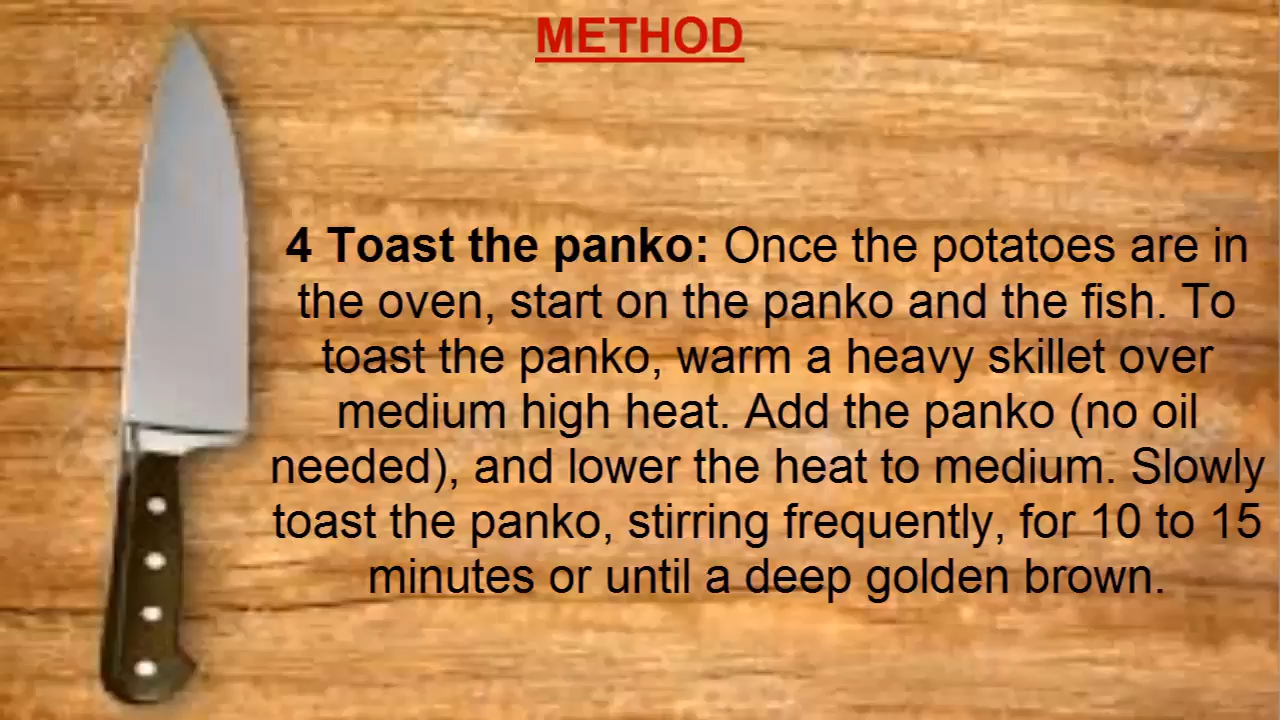 METHOD
4 Toast the panko: Once the potatoes are in
the oven, start on the panko and the fish. To
toast the panko, warm a heavy skillet over
medium high heat. Add the panko (no oil
needed), and lower the heat to medium. Slowly
toast the panko, stirring frequently, for 10 to 15
minutes or until a deep golden brown.